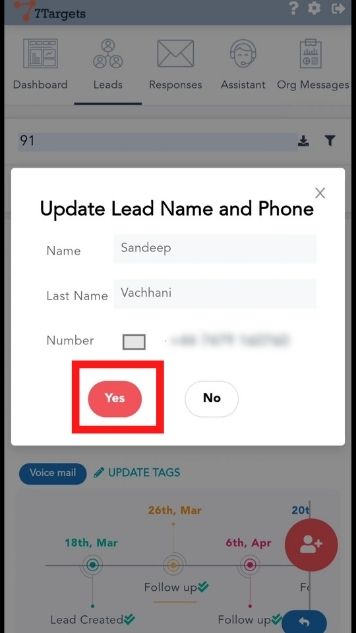 7Targets
?
Dashboard Leads Responses Assistant Org Messages
91
Update Lead Name and Phone
Name Sandeep
Last Name Vachhani
Number
Yes No
Voice mail UPDATE TAGS
26th, Mar 20t
18th, Mar 6th, Apr
Follow up Fo
Lead Created Follow up